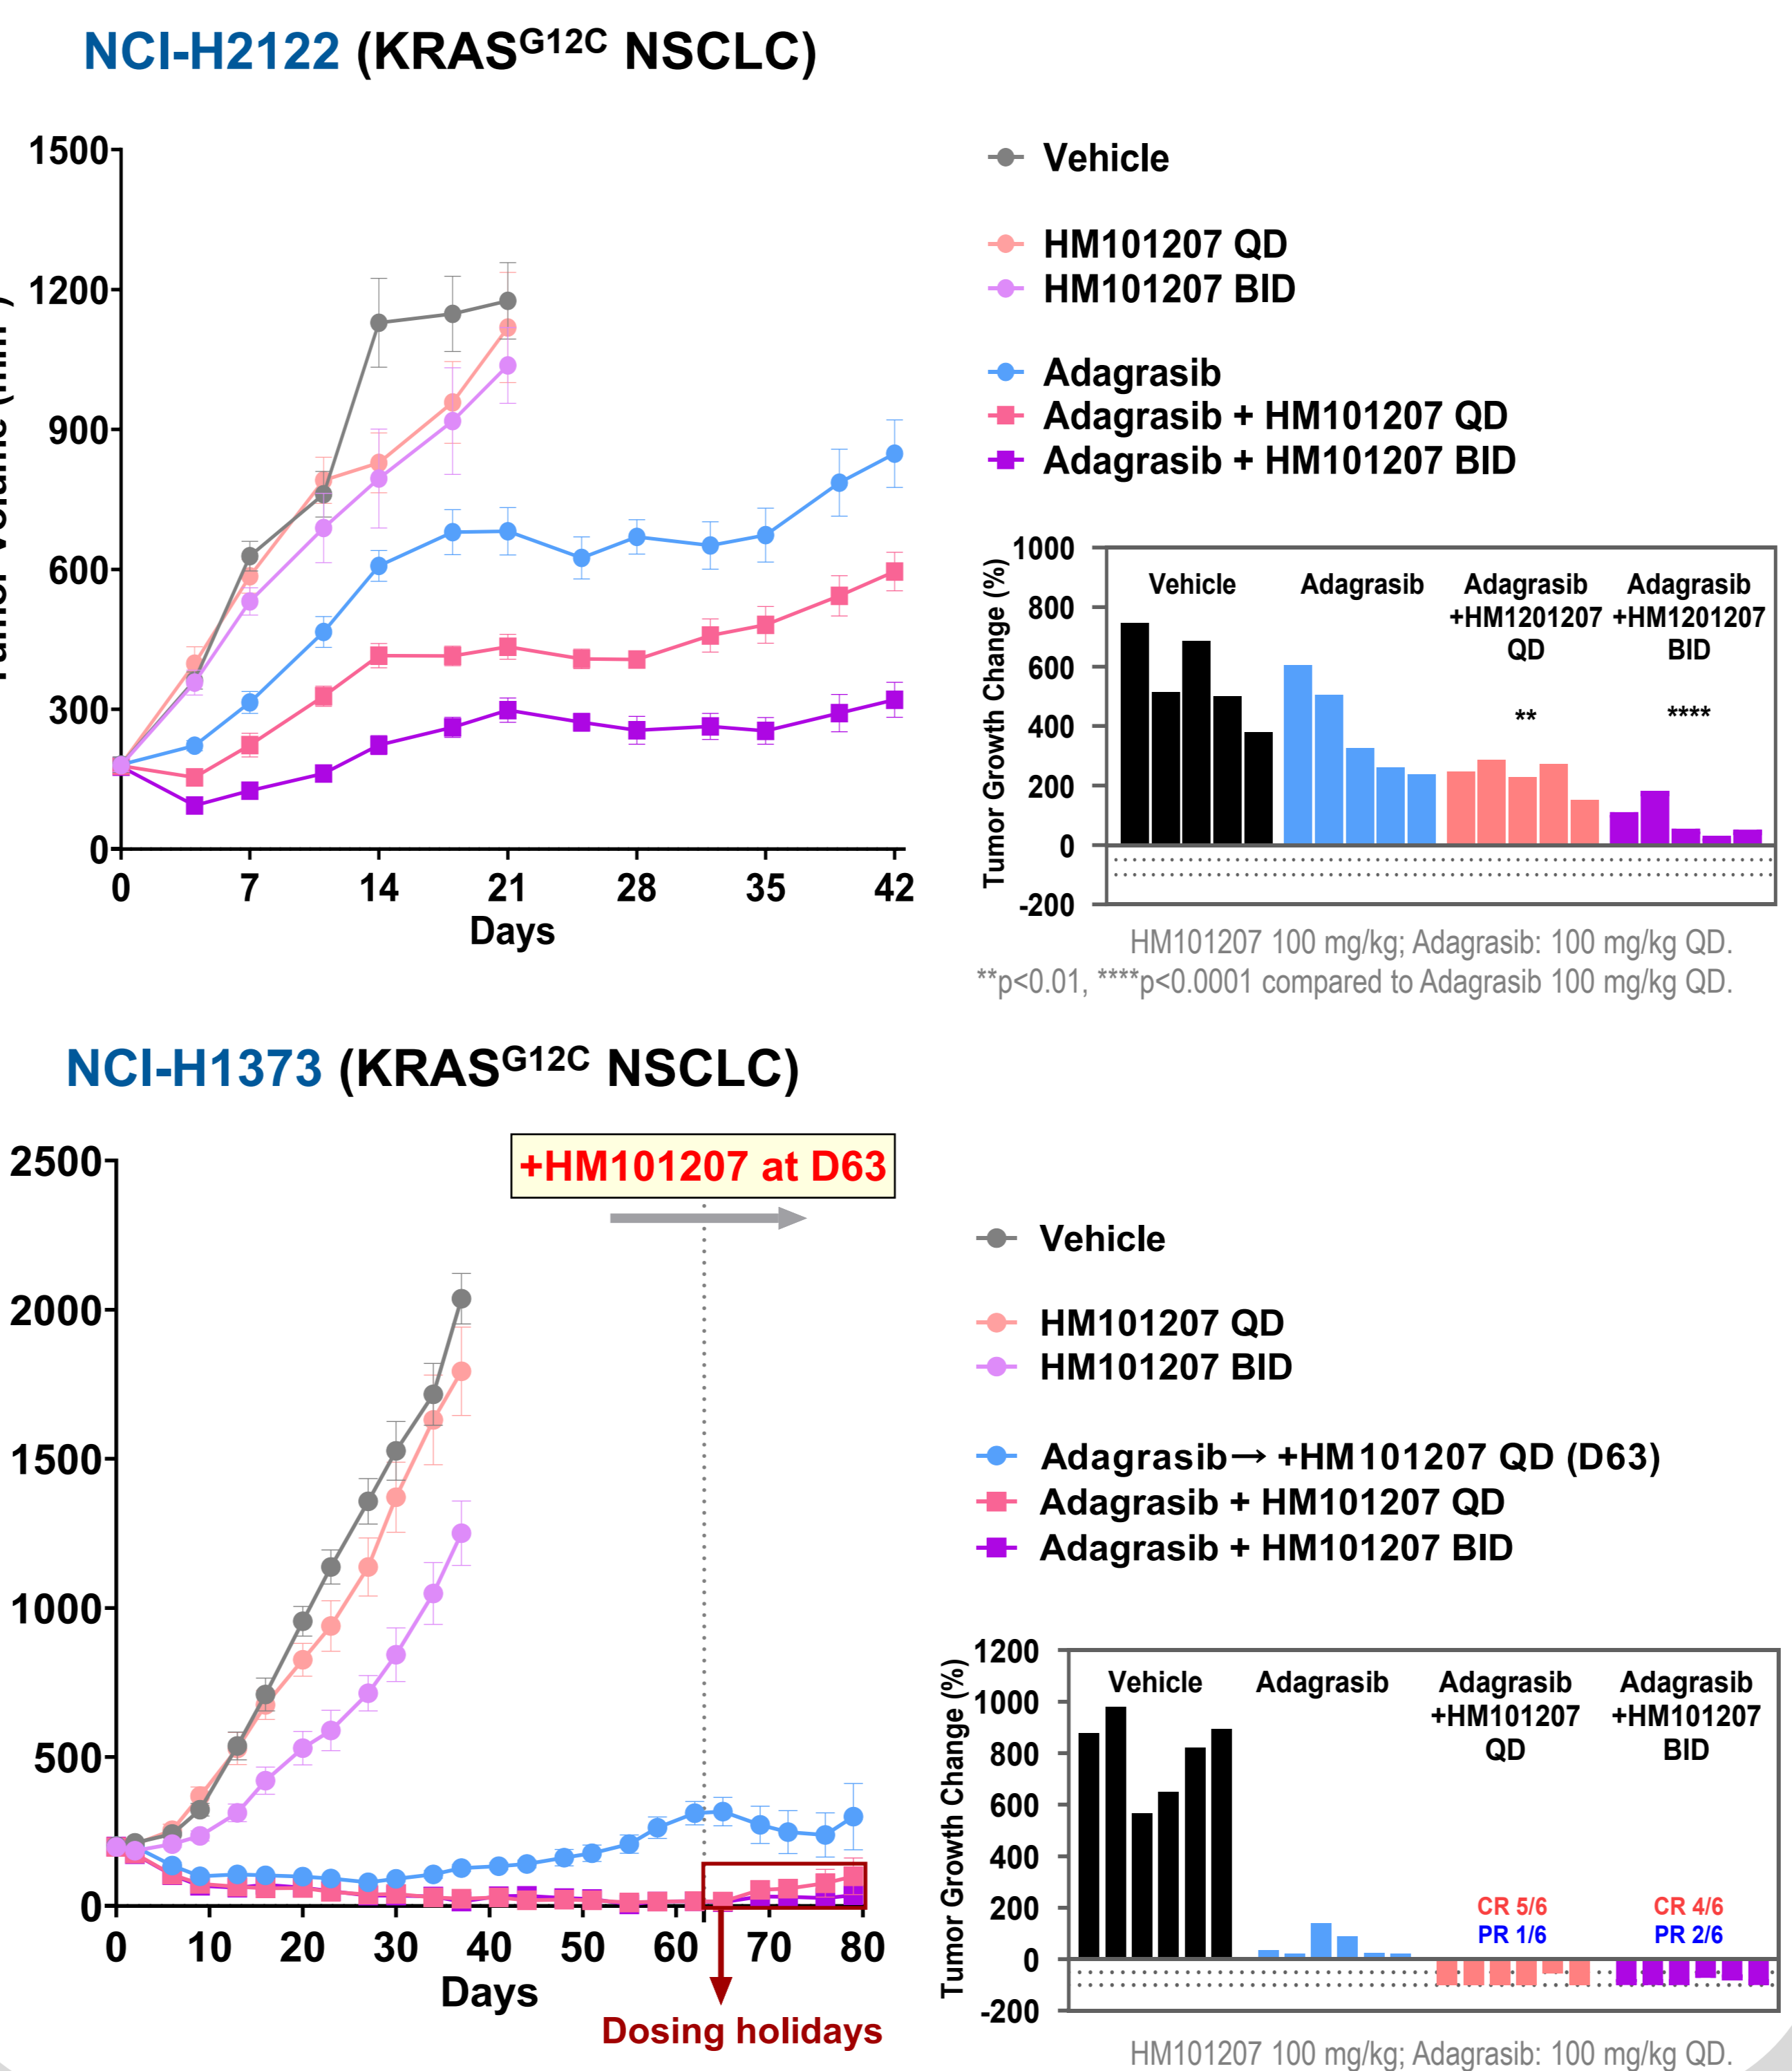 NCI-H2122 (KRASG12C NSCLC)
1500
1200
900
600
300
0
0 7 14 21 28 35 42
Days
Vehicle
HM101207 QD
HM101207 BID
Adagrasib
Adagrasib + HM101207 QD
Adagrasib + HM101207 BID
Tumor Growth Change (%)
1000
800
600
400
200
0
-200
Vehicle
Adagrasib
Adagrasib
+HM1201207
QD
**
Adagrasib
+HM1201207
BID
****
HM101207 100 mg/kg; Adagrasib: 100 mg/kg QD.
**p<0.01, ****p<0.0001 compared to Adagrasib 100 mg/kg QD.
NCI-H1373 (KRASG12C NSCLC)
+HM101207 at D63
2500
2000
1500
1000
500
0
0 10 20 30 40 50 60 70 80
Days
Dosing holidays
Vehicle
HM101207 QD
HM101207 BID
Adagrasib→ +HM101207 QD (D63)
Adagrasib + HM101207 QD
Adagrasib + HM101207 BID
Tumor Growth Change (%)
1200
1000
800
600
400
200
0
-200
Vehicle
Adagrasib
Adagrasib
+HM101207
QD
CR 5/6
PR 1/6
Adagrasib
+HM101207
BID
CR 4/6
PR 2/6
HM101207 100 mg/kg; Adagrasib: 100 mg/kg QD.